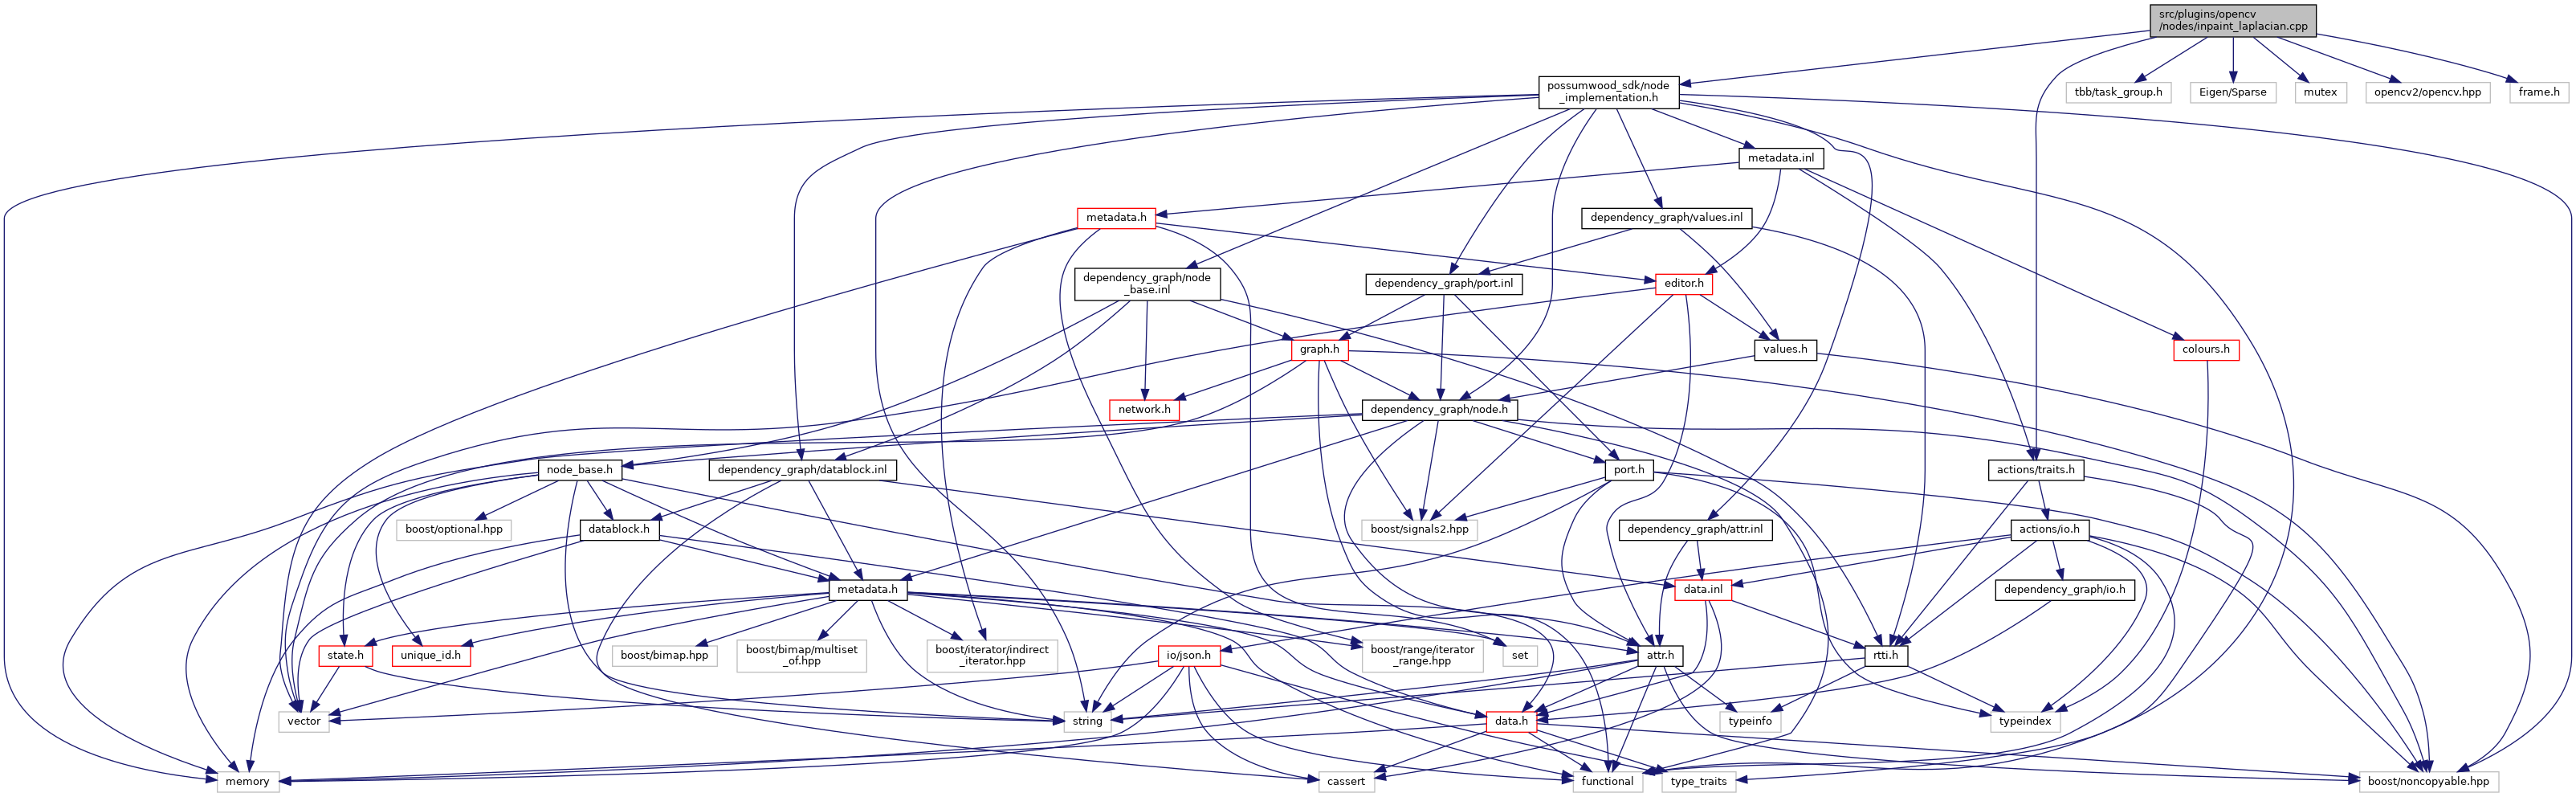 src/plugins/opencv
/nodes/inpaint_laplacian.cpp
possumwood_sdk/node
_implementation.h
tbb/task_group.h
Eigen/Sparse
mutex
opencv2/opencv.hpp
frame.h
metadata.inl
metadata.h
dependency_graph/values.inl
dependency_graph/node
_base.inl
dependency_graph/port.inl
editor.h
graph.h
values.h
colours.h
network.h
dependency_graph/node.h
node_base.h
dependency_graph/datablock.inl
port.h
actions/traits.h
boost/optional.hpp
datablock.h
boost/signals2.hpp
dependency_graph/attr.inl
actions/io.h
metadata.h
data.inl
dependency_graph/io.h
state.h
unique_id.h
boost/bimap.hpp
boost/bimap/multiset
_of.hpp
boost/iterator/indirect
_iterator.hpp
io/json.h
boost/range/iterator
_range.hpp
set
attr.h
rtti.h
vector
string
data.h
typeinfo
typeindex
memory
cassert
functional
type_traits
boost/noncopyable.hpp